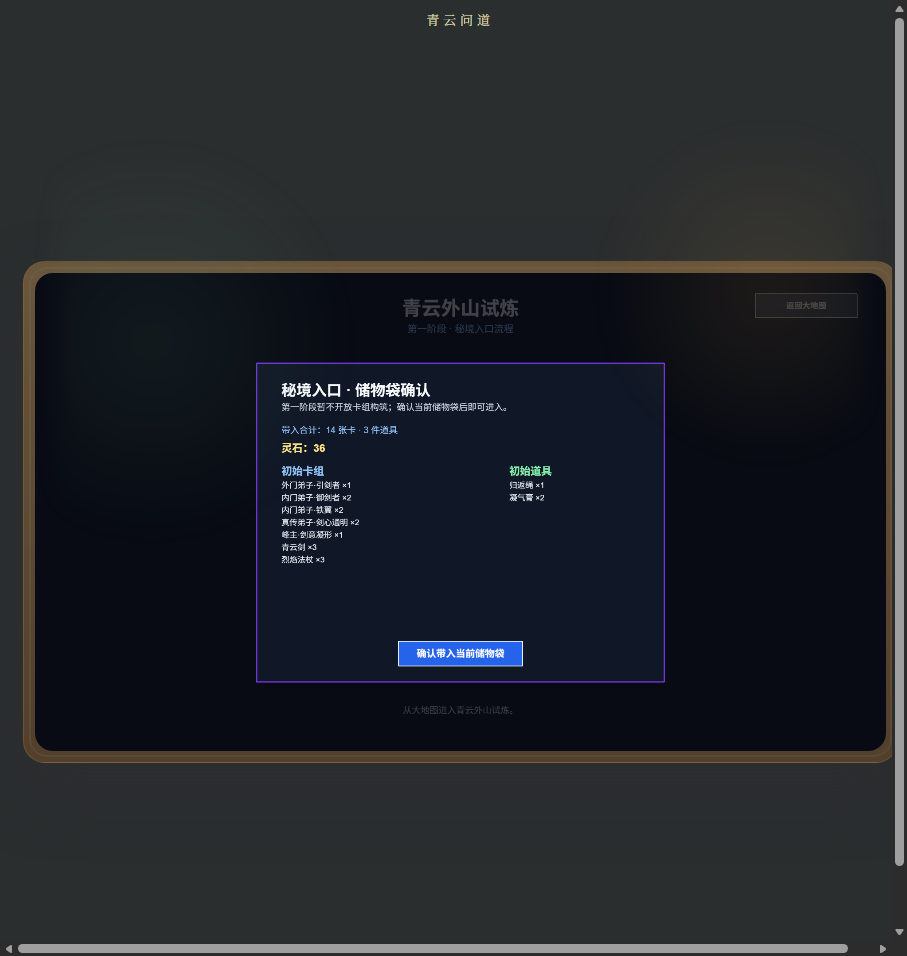 青云问道
青云外山试炼
第一阶段 · 秘境入口流程
返回大地图
秘境入口 · 储物袋确认
第一阶段暂不开放卡组构筑；确认当前储物袋后即可进入。
带入合计：14 张卡 · 3 件道具
灵石：36
初始卡组
外门弟子·引剑者 ×1
内门弟子·御剑者 ×2
内门弟子·铁翼 ×2
真传弟子·剑心通明 ×2
峰主·剑意凝形 ×1
青云剑 ×3
烈焰法杖 ×3
初始道具
归返绳 ×1
凝气膏 ×2
确认带入当前储物袋
从大地图进入青云外山试炼。